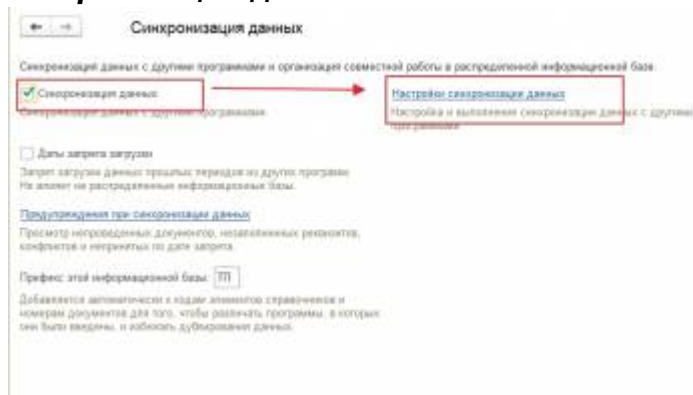 Синхронизация данных
Синхронизация данных с другими программами и организация совместной работы в распределенной информационной базе.
Синхронизация данных
Настройки синхронизации данных
Синхронизация данных с другими программами.
Настройка и выполнение синхронизации данных с другими
программами
Даты запрета загрузки
Запрет загрузки данных прошлых периодов из других программ.
Не влияет на распределенные информационные базы.
Предупреждения при синхронизации данных
Просмотр непроведенных документов, незаполненных реквизитов,
конфликтов и непринятых по дате запрета.
Префикс этой информационной базы:
Добавляется автоматически к кодам элементов справочников и
номерам документов для того, чтобы различать программы, в которых
они были введены, и избежать дублирования данных.